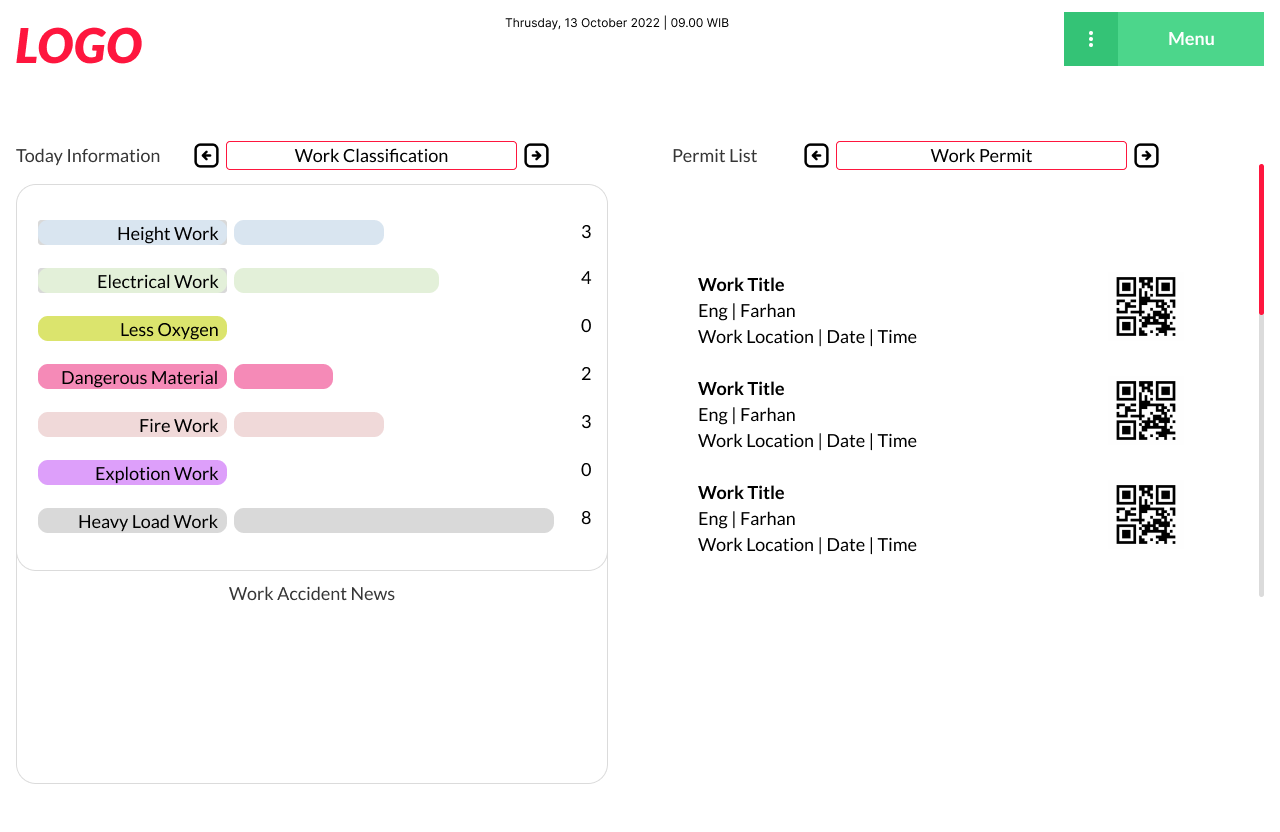 LOGO
Thrusday, 13 October 2022 | 09.00 WIB
Menu
Today Information
Work Classification
Height Work 3
Electrical Work 4
Less Oxygen 0
Dangerous Material 2
Fire Work 3
Explotion Work 0
Heavy Load Work 8
Work Accident News
Permit List
Work Permit
Work Title
Eng | Farhan
Work Location | Date | Time
Work Title
Eng | Farhan
Work Location | Date | Time
Work Title
Eng | Farhan
Work Location | Date | Time